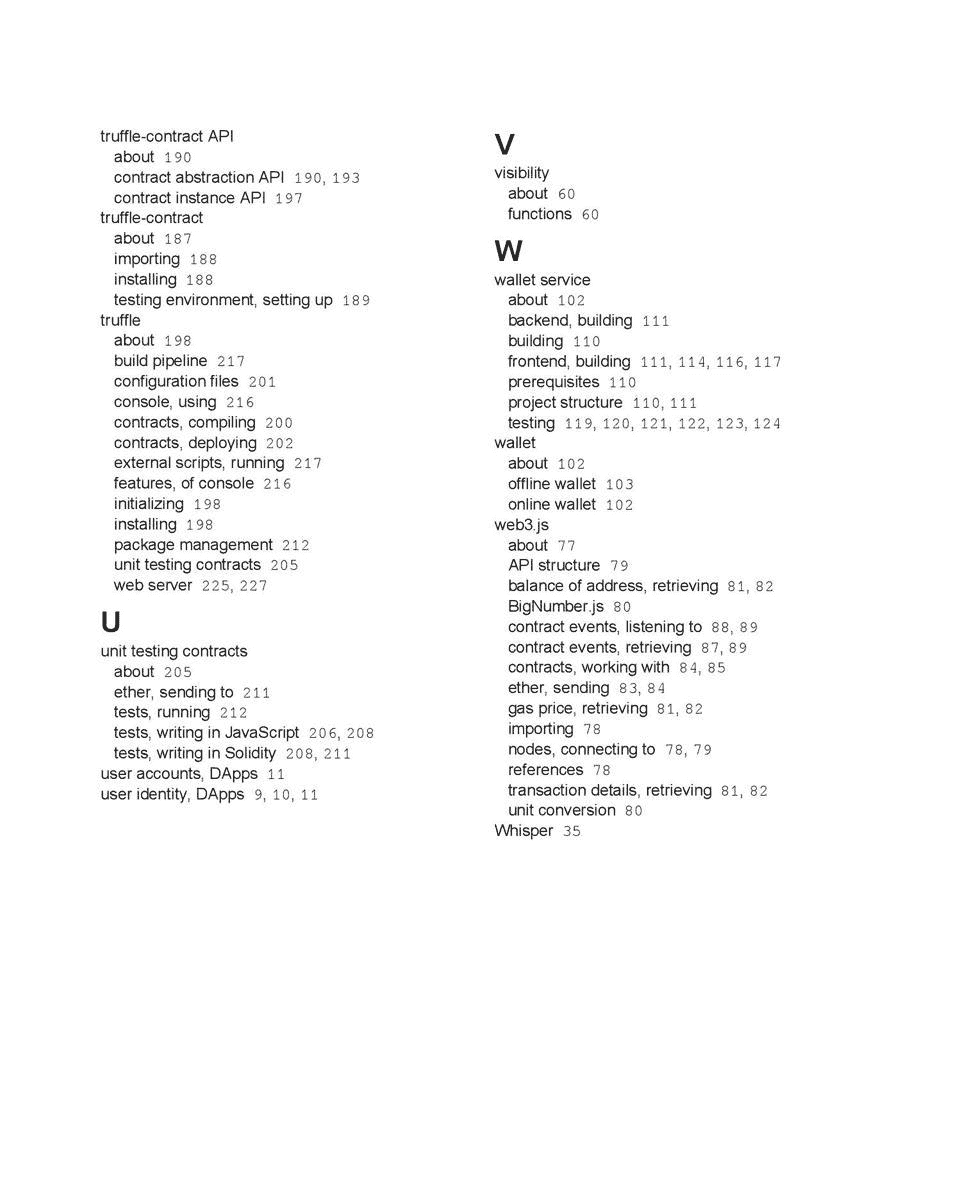 truffle-contract API
about 190
contract abstraction API 190, 193
contract instance API 197
truffle-contract
about 187
importing 188
installing 188
testing environment, setting up 189
truffle
about 198
build pipeline 217
configuration files 201
console, using 216
contracts, compiling 200
contracts, deploying 202
external scripts, running 217
features, of console 216
initializing 198
installing 198
package management 212
unit testing contracts 205
web server 225, 227
U
unit testing contracts
about 205
ether, sending to 211
tests, running 212
tests, writing in JavaScript 206, 208
tests, writing in Solidity 208, 211
user accounts, DApps 11
user identity, DApps 9, 10, 11
V
visibility
about 60
functions 60
W
wallet service
about 102
backend, building 111
building 110
frontend, building 111, 114, 116, 117
prerequisites 110
project structure 110, 111
testing 119, 120, 121, 122, 123, 124
wallet
about 102
offline wallet 103
online wallet 102
web3.js
about 77
API structure 79
balance of address, retrieving 81, 82
BigNumber.js 80
contract events, listening to 88, 89
contract events, retrieving 87, 89
contracts, working with 84, 85
ether, sending 83, 84
gas price, retrieving 81, 82
importing 78
nodes, connecting to 78, 79
references 78
transaction details, retrieving 81, 82
unit conversion 80
Whisper 35